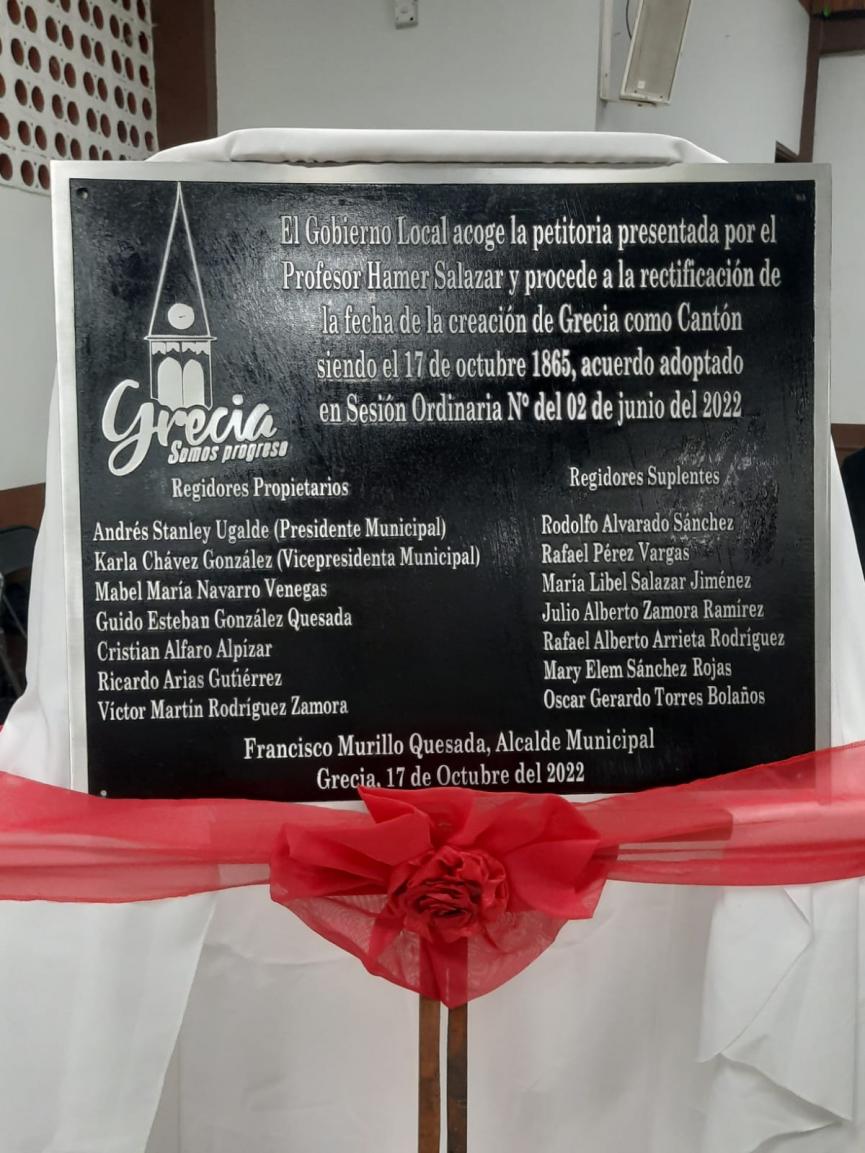 El Gobierno Local acoge la petitoria presentada por el
Profesor Hamer Salazar y procede a la rectificación de
la fecha de la creación de Grecia como Cantón
siendo el 17 de octubre 1865, acuerdo adoptado
en Sesión Ordinaria Nº del 02 de junio del 2022
Grecia
Somos progreso
Regidores Propietarios
Andrés Stanley Ugalde (Presidente Municipal)
Karla Chávez González (Vicepresidenta Municipal)
Mabel María Navarro Venegas
Guido Esteban González Quesada
Cristian Alfaro Alpízar
Ricardo Arias Gutiérrez
Víctor Martín Rodríguez Zamora
Regidores Suplentes
Rodolfo Alvarado Sánchez
Rafael Pérez Vargas
María Libel Salazar Jiménez
Julio Alberto Zamora Ramírez
Rafael Alberto Arrieta Rodríguez
Mary Elem Sánchez Rojas
Oscar Gerardo Torres Bolaños
Francisco Murillo Quesada, Alcalde Municipal
Grecia, 17 de Octubre del 2022